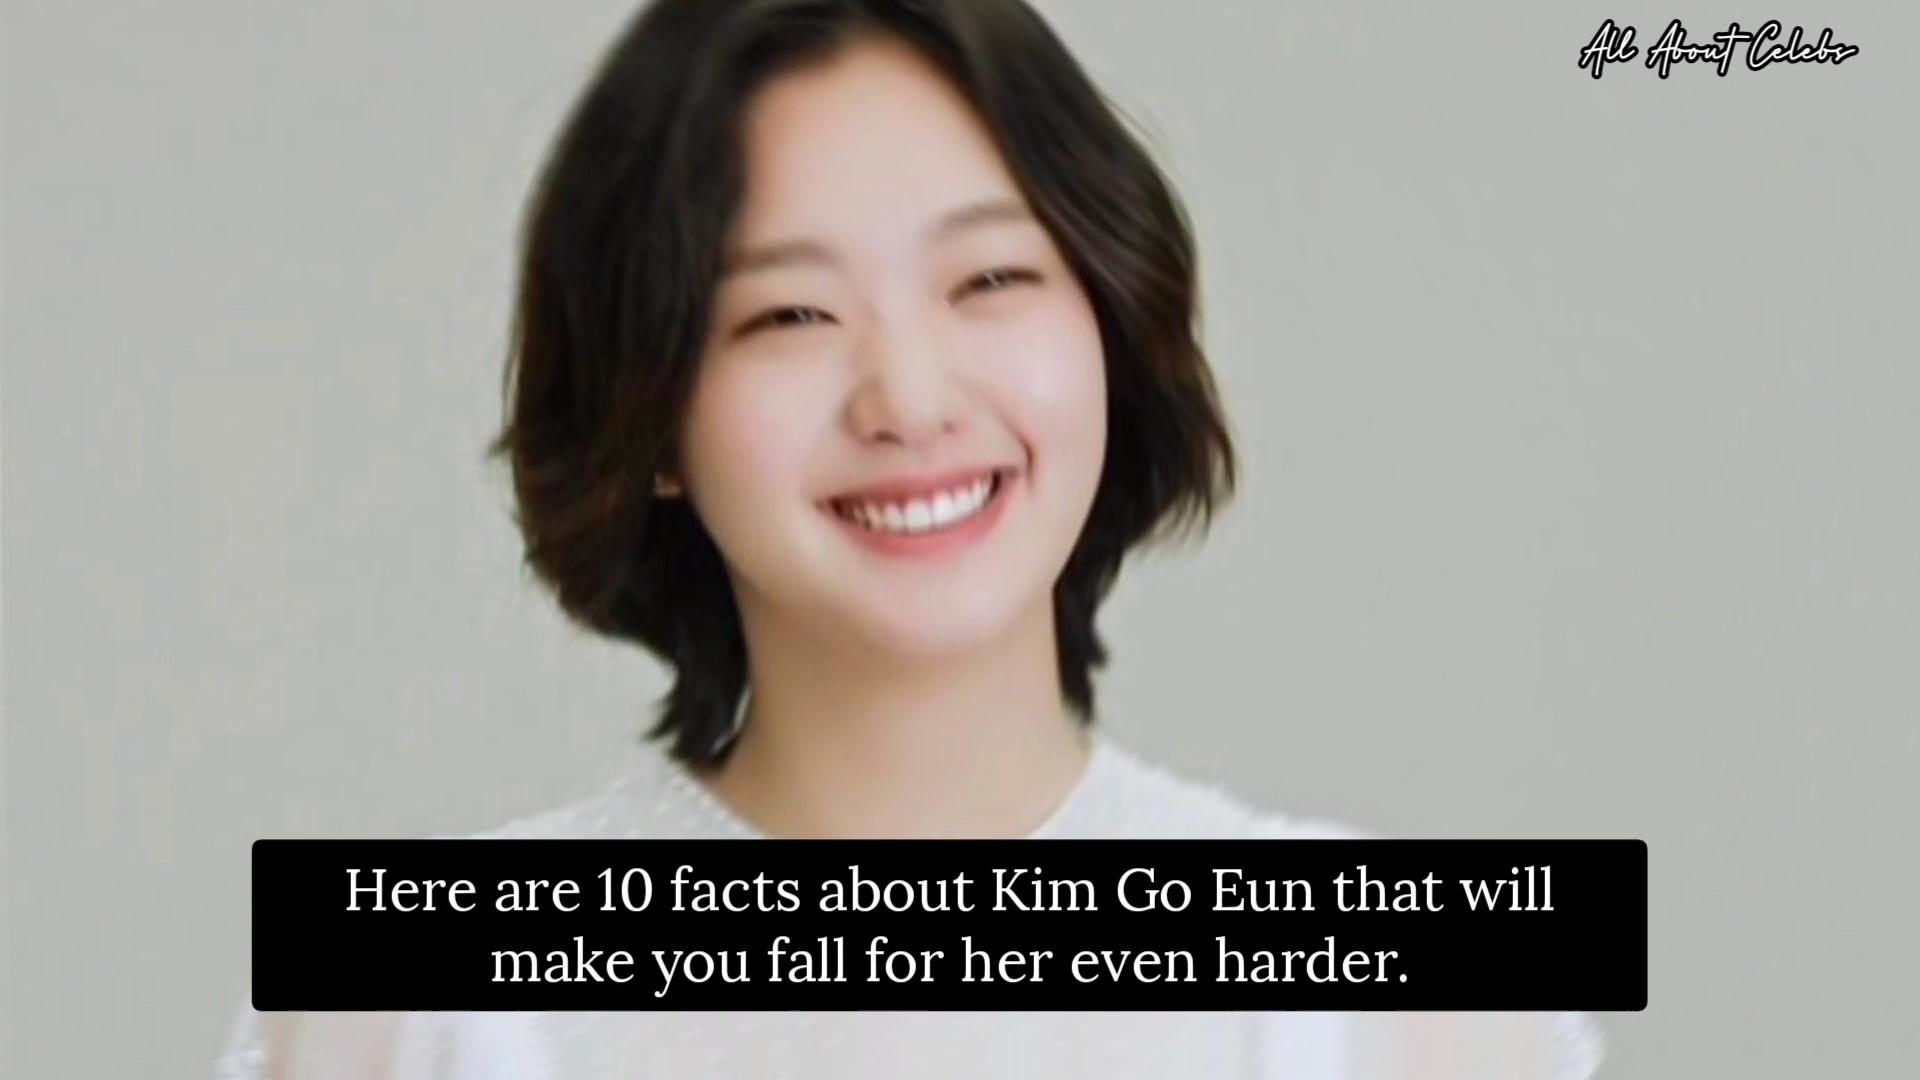 All About Celebs
Here are 10 facts about Kim Go Eun that will
make you fall for her even harder.